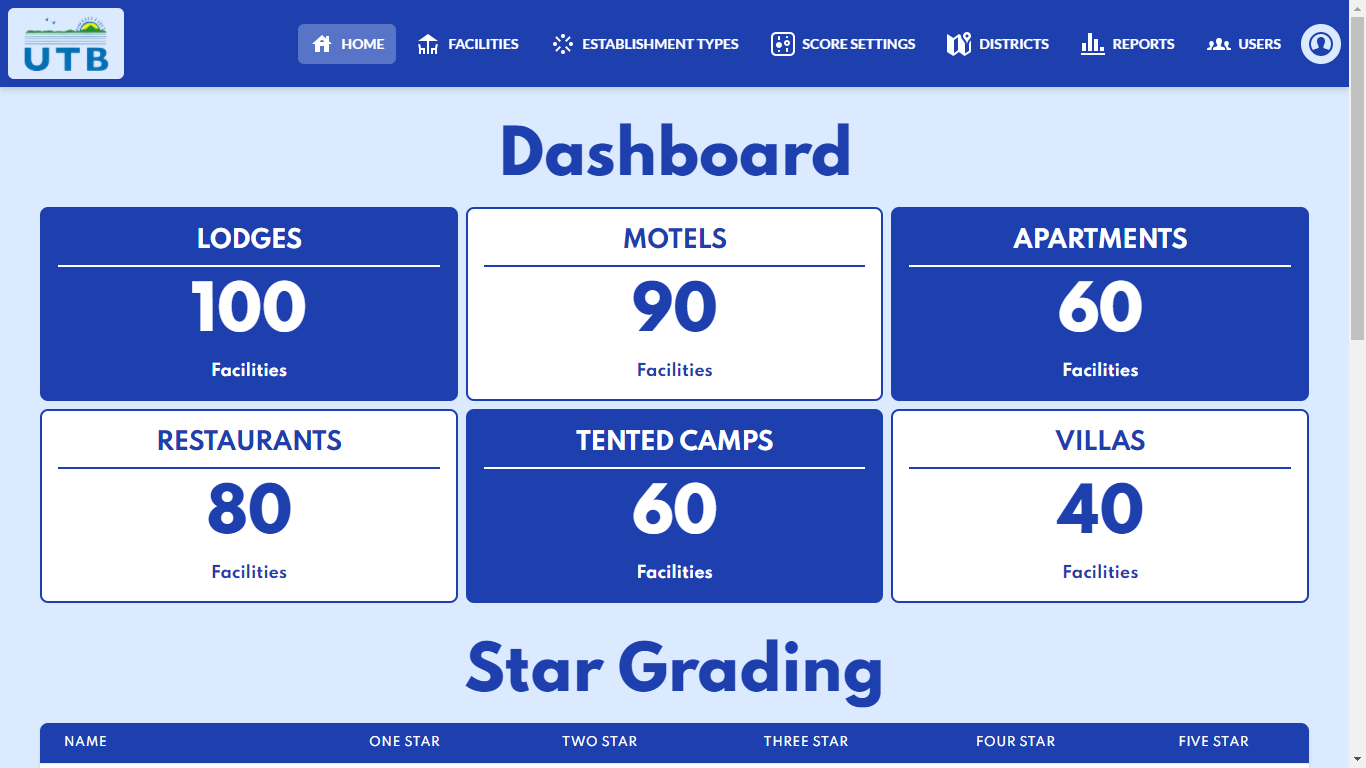 UTB
HOME FACILITIES ESTABLISHMENT TYPES SCORE SETTINGS DISTRICTS REPORTS USERS
Dashboard
LODGES
100
Facilities
MOTELS
90
Facilities
APARTMENTS
60
Facilities
RESTAURANTS
80
Facilities
TENTED CAMPS
60
Facilities
VILLAS
40
Facilities
Star Grading
NAME ONE STAR TWO STAR THREE STAR FOUR STAR FIVE STAR